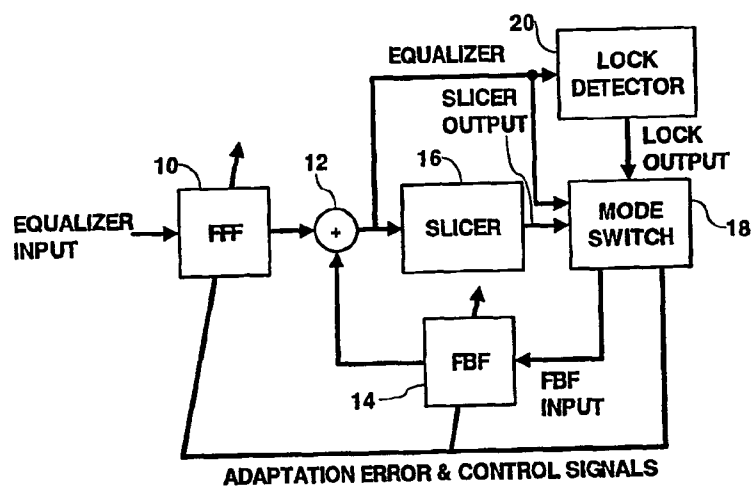 20
EQUALIZER
LOCK
DETECTOR
SLICER
OUTPUT
LOCK
OUTPUT
10
12
16
EQUALIZER
INPUT
FFF
+
SLICER
MODE
SWITCH
18
FBF
14
FBF
INPUT
ADAPTATION ERROR & CONTROL SIGNALS